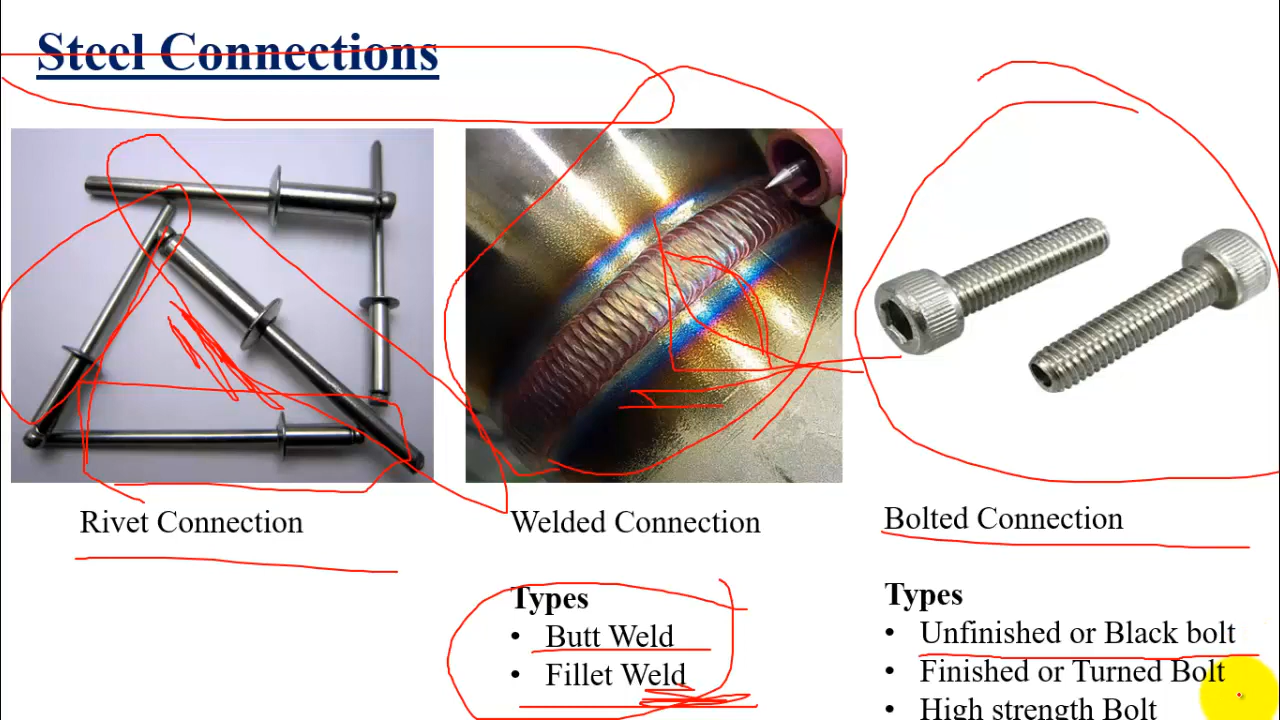 Steel Connections
Rivet Connection
Welded Connection
Bolted Connection
Types
• Butt Weld
• Fillet Weld
Types
• Unfinished or Black bolt
• Finished or Turned Bolt
• High strength Bolt